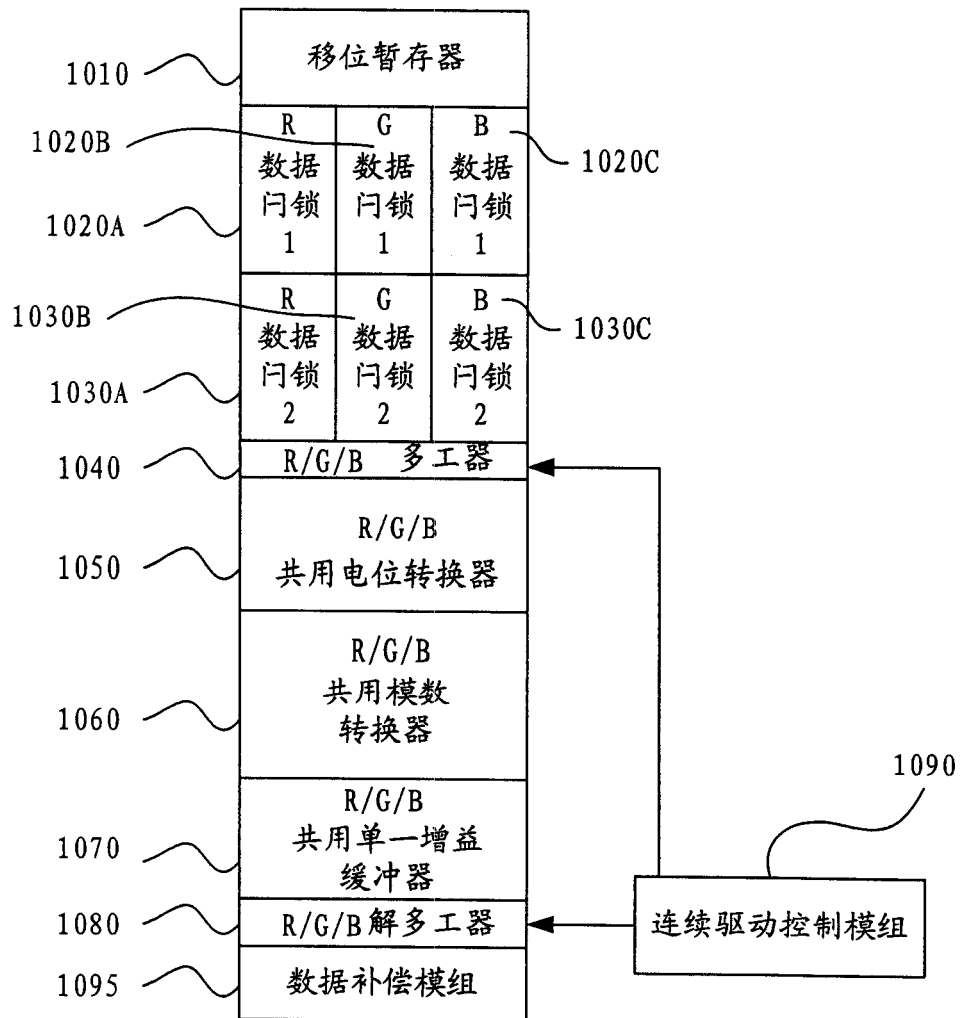 移位暂存器
1010
R G B
1020B
1020C
数据 数据 数据
闩锁 闩锁 闩锁
1020A
1 1 1
R G B
1030B
1030C
数据 数据 数据
闩锁 闩锁 闩锁
1030A
2 2 2
1040
R/G/B 多工器
R/G/B
1050
共用电位转换器
R/G/B
共用模数
1060
转换器
1090
R/G/B
1070
共用单一增益
缓冲器
1080
R/G/B解多工器
连续驱动控制模组
1095
数据补偿模组